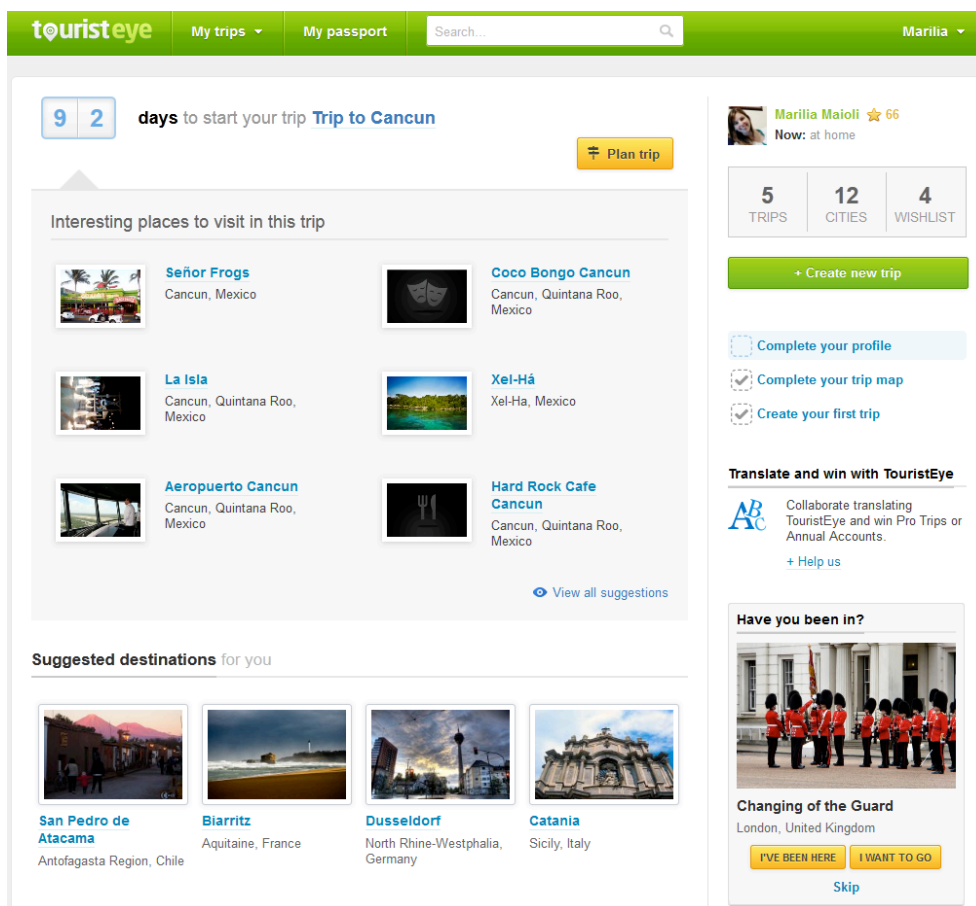 touristeye
My trips
My passport
Search...
Marilia
9 2 days to start your trip Trip to Cancun
Plan trip
Interesting places to visit in this trip
Señor Frogs
Cancun, Mexico
Coco Bongo Cancun
Cancun, Quintana Roo,
Mexico
La Isla
Cancun, Quintana Roo,
Mexico
Xel-Há
Xel-Ha, Mexico
Aeropuerto Cancun
Cancun, Quintana Roo,
Mexico
Hard Rock Cafe
Cancun
Cancun, Quintana Roo,
Mexico
View all suggestions
Suggested destinations for you
San Pedro de
Atacama
Antofagasta Region, Chile
Biarritz
Aquitaine, France
Dusseldorf
North Rhine-Westphalia,
Germany
Catania
Sicily, Italy
Marilia Maioli 66
Now: at home
5
TRIPS
12
CITIES
4
WISHLIST
+ Create new trip
Complete your profile
Complete your trip map
Create your first trip
Translate and win with TouristEye
ABC
Collaborate translating
TouristEye and win Pro Trips or
Annual Accounts.
+ Help us
Have you been in?
Changing of the Guard
London, United Kingdom
I'VE BEEN HERE
I WANT TO GO
Skip